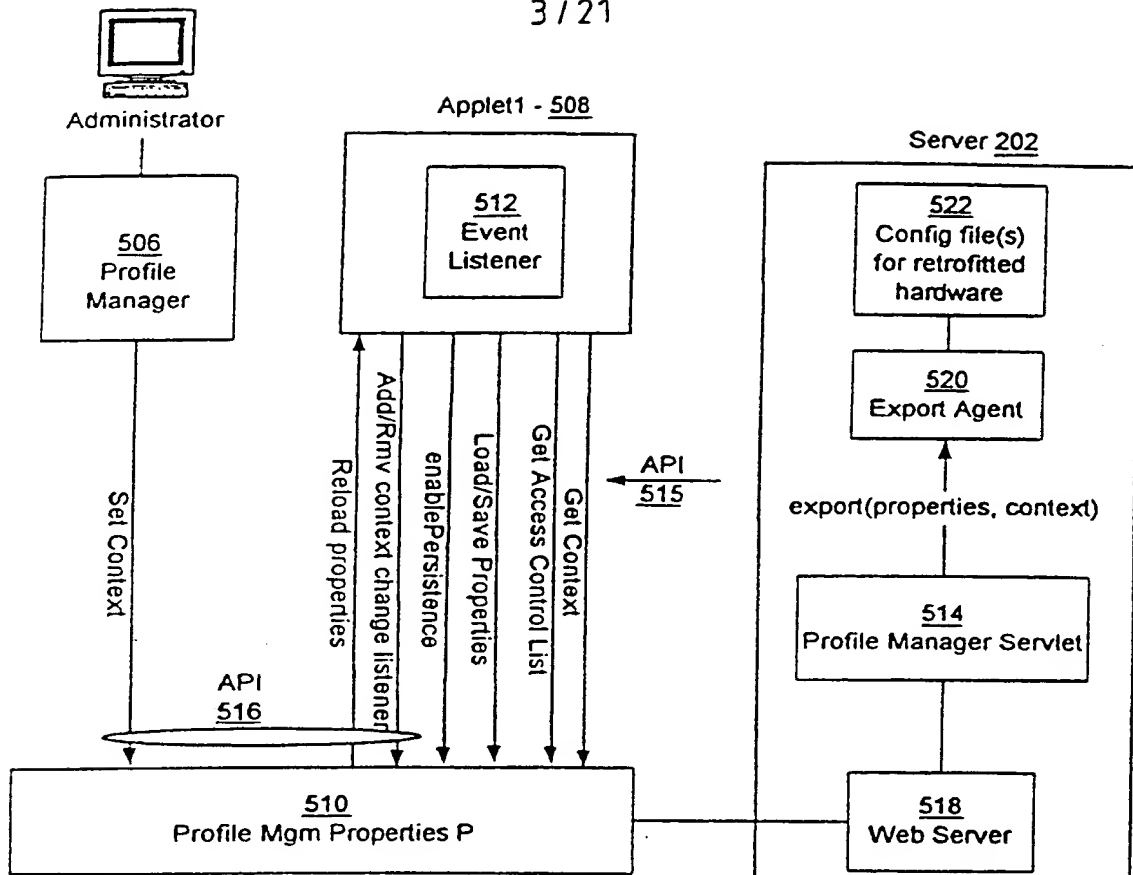 3/21
Administrator
506
Profile
Manager
Applet1 - 508
512
Event
Listener
Server 202
522
Config file(s)
for retrofitted
hardware
520
Export Agent
export(properties, context)
514
Profile Manager Servlet
518
Web Server
Set Context
Reload properties
Add/Rmv context change listener
enablePersistence
Load/Save Properties
Get Access Control List
Get Context
API
515
API
516
510
Profile Mgm Properties P